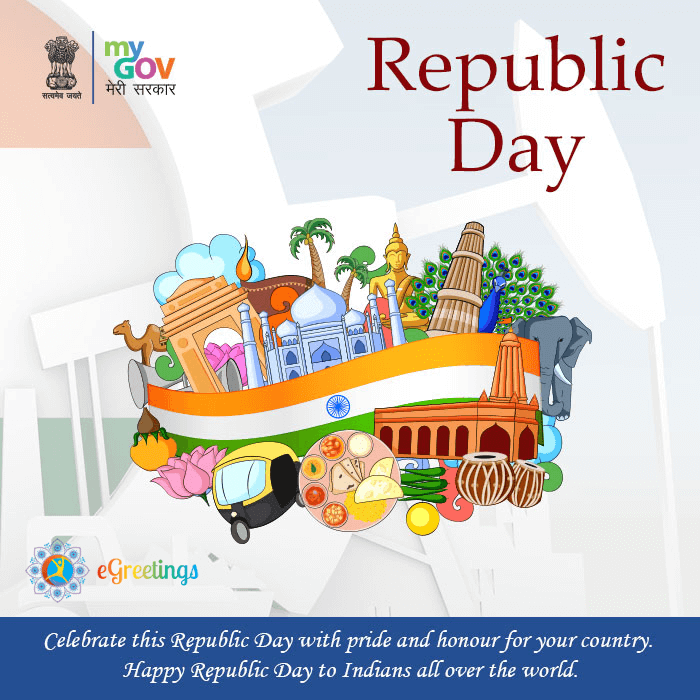 my
GOV
मेरी सरकार
सत्यमेव जयते
Republic
Day
eGreetings
Celebrate this Republic Day with pride and honour for your country.
Happy Republic Day to Indians all over the world.